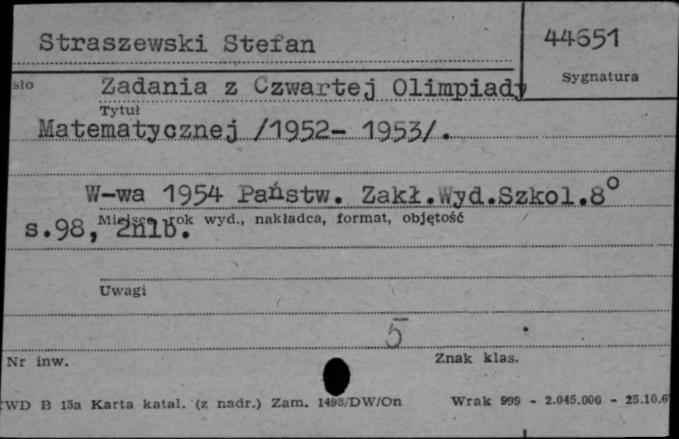 Straszewski Stefan
44651
Sygnatura
sło
Zadania z Czwartej Olimpiady
Tytuł
Matematycznej /1952- 1953/.
W-wa 1954 Państw. Zakł.Wyd.Szkol.8°
Miejsce, rok wyd., nakładca, format, objętość
s.98, 2nlb.
Uwagi
5
Nr inw.
Znak klas.
CWD B 15a Karta katal. (z nadr.) Zam. 1498/DW/On
Wrak 999 - 2.045.000 - 25.10.6